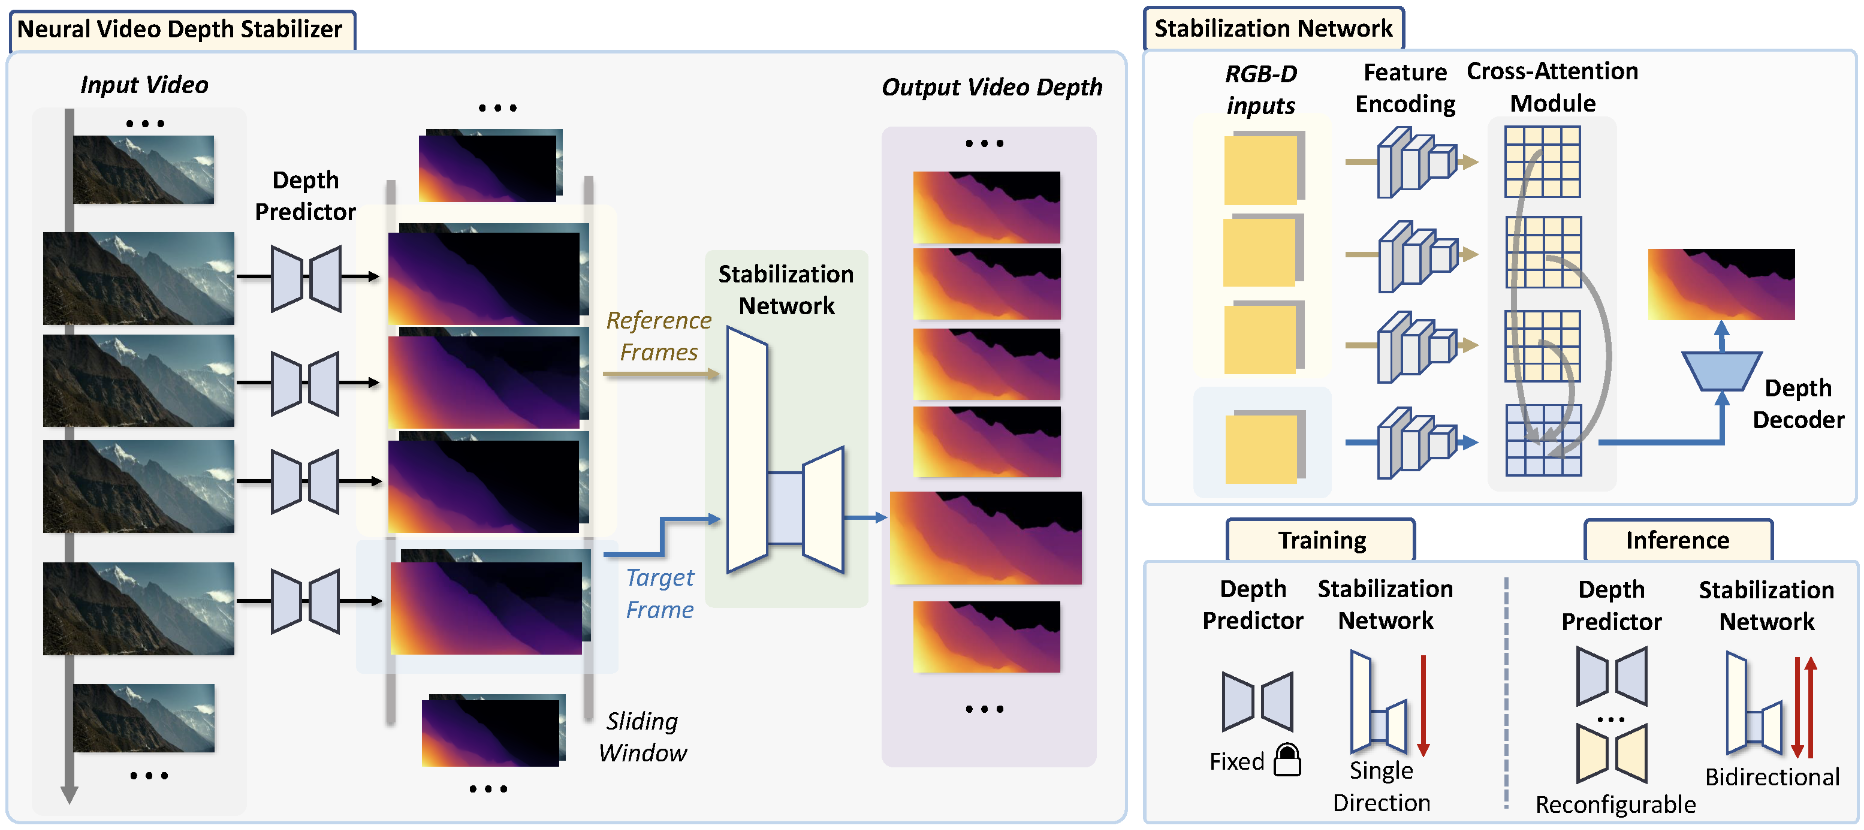 Neural Video Depth Stabilizer
Input Video
Depth
Predictor
Reference
Frames
Target
Frame
Sliding
Window
Stabilization
Network
Output Video Depth
Stabilization Network
RGB-D
inputs
Feature
Encoding
Cross-Attention
Module
Depth
Decoder
Training
Depth
Predictor
Fixed
Stabilization
Network
Single
Direction
Inference
Depth
Predictor
...
Reconfigurable
Stabilization
Network
Bidirectional